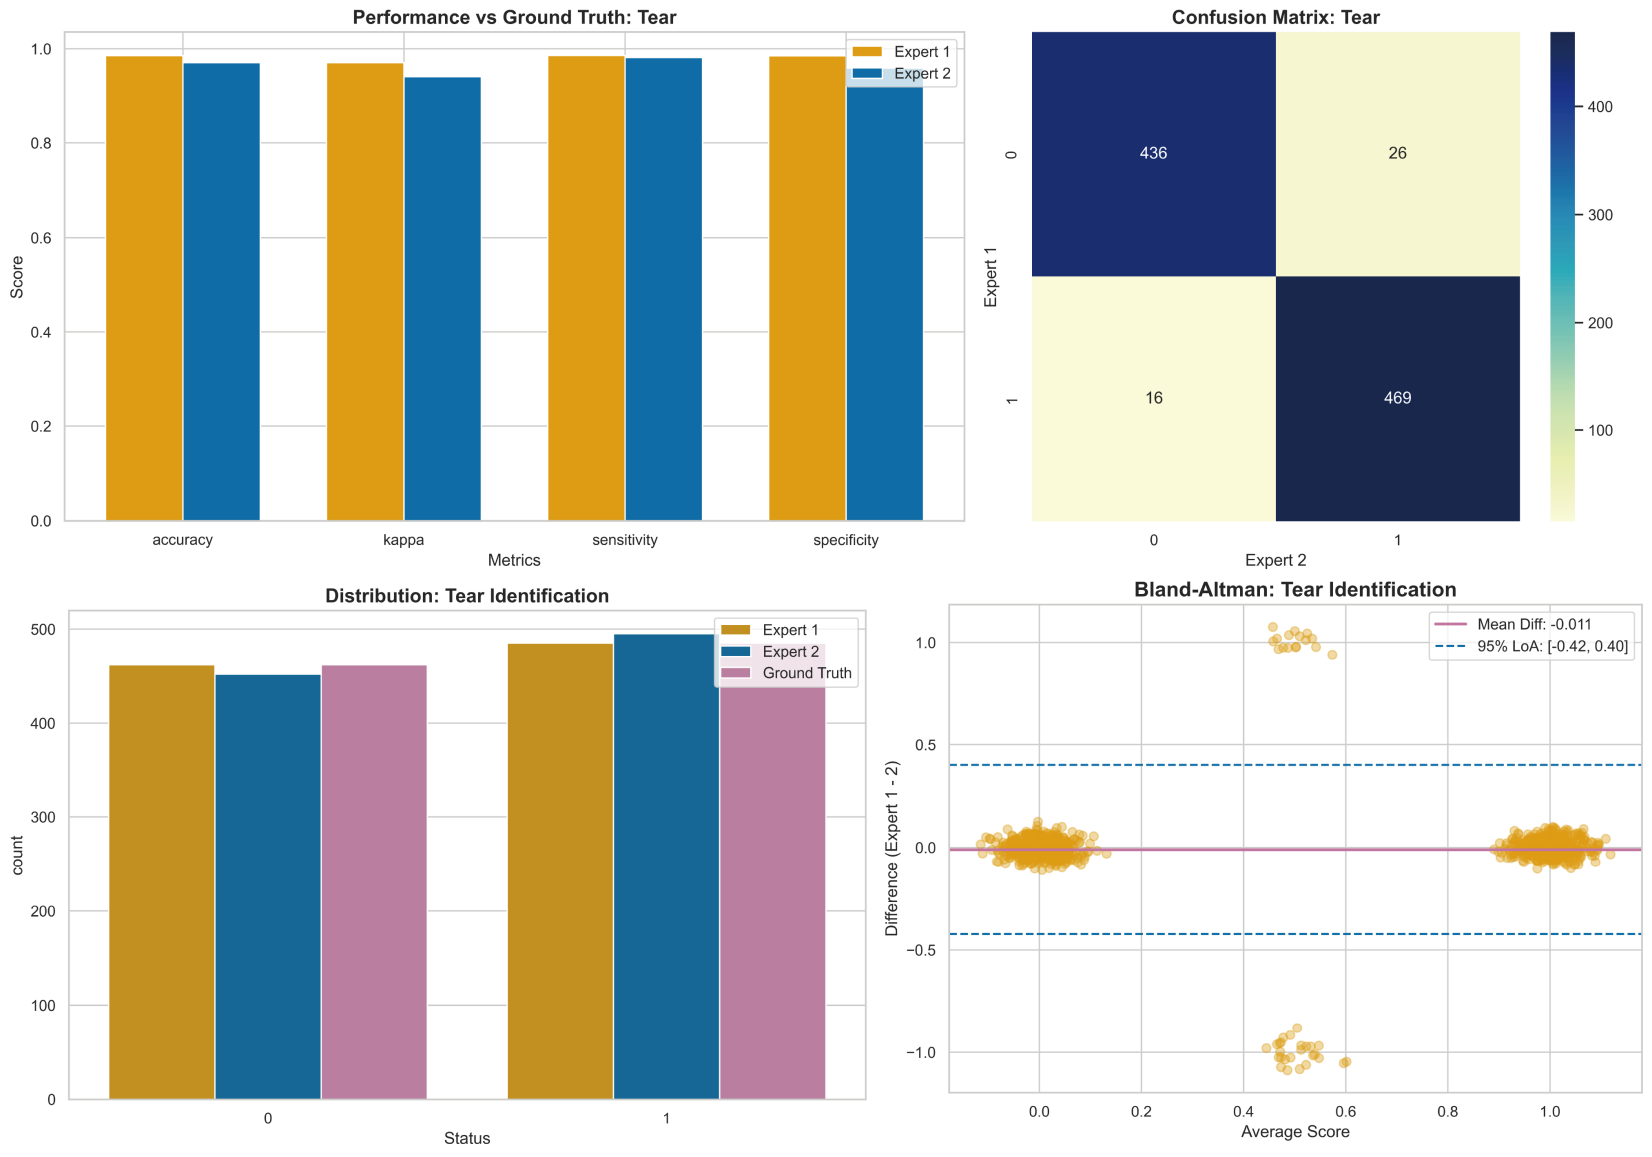 Performance vs Ground Truth: Tear
Expert 1
Expert 2
1.0
0.8
0.6
0.4
0.2
0.0
Score
accuracy kappa sensitivity specificity
Metrics
Confusion Matrix: Tear
436 26
16 469
0
1
Expert 1
0 1
Expert 2
400
300
200
100
Distribution: Tear Identification
Expert 1
Expert 2
Ground Truth
500
400
300
200
100
0
count
0 1
Status
Bland-Altman: Tear Identification
Mean Diff: -0.011
95% LoA: [-0.42, 0.40]
1.0
0.5
0.0
−0.5
−1.0
Difference (Expert 1 - 2)
0.0 0.2 0.4 0.6 0.8 1.0
Average Score